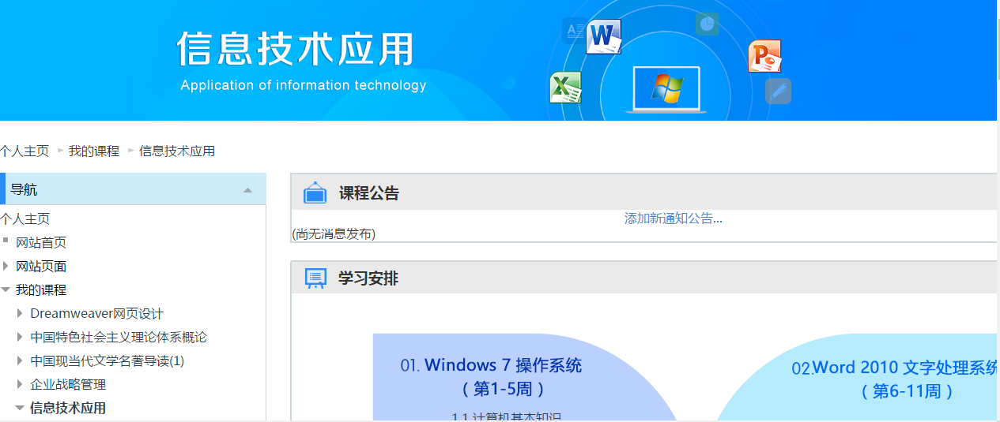 信息技术应用
Application of information technology
个人主页 我的课程 信息技术应用
导航
个人主页
网站首页
网站页面
我的课程
Dreamweaver网页设计
中国特色社会主义理论体系概论
中国现当代文学名著导读(1)
企业战略管理
信息技术应用
课程公告
添加新通知公告...
(尚无消息发布)
学习安排
01. Windows 7 操作系统
（第1-5周）
1.1 计算机基本知识
02.Word 2010 文字处理系统
（第6-11周）